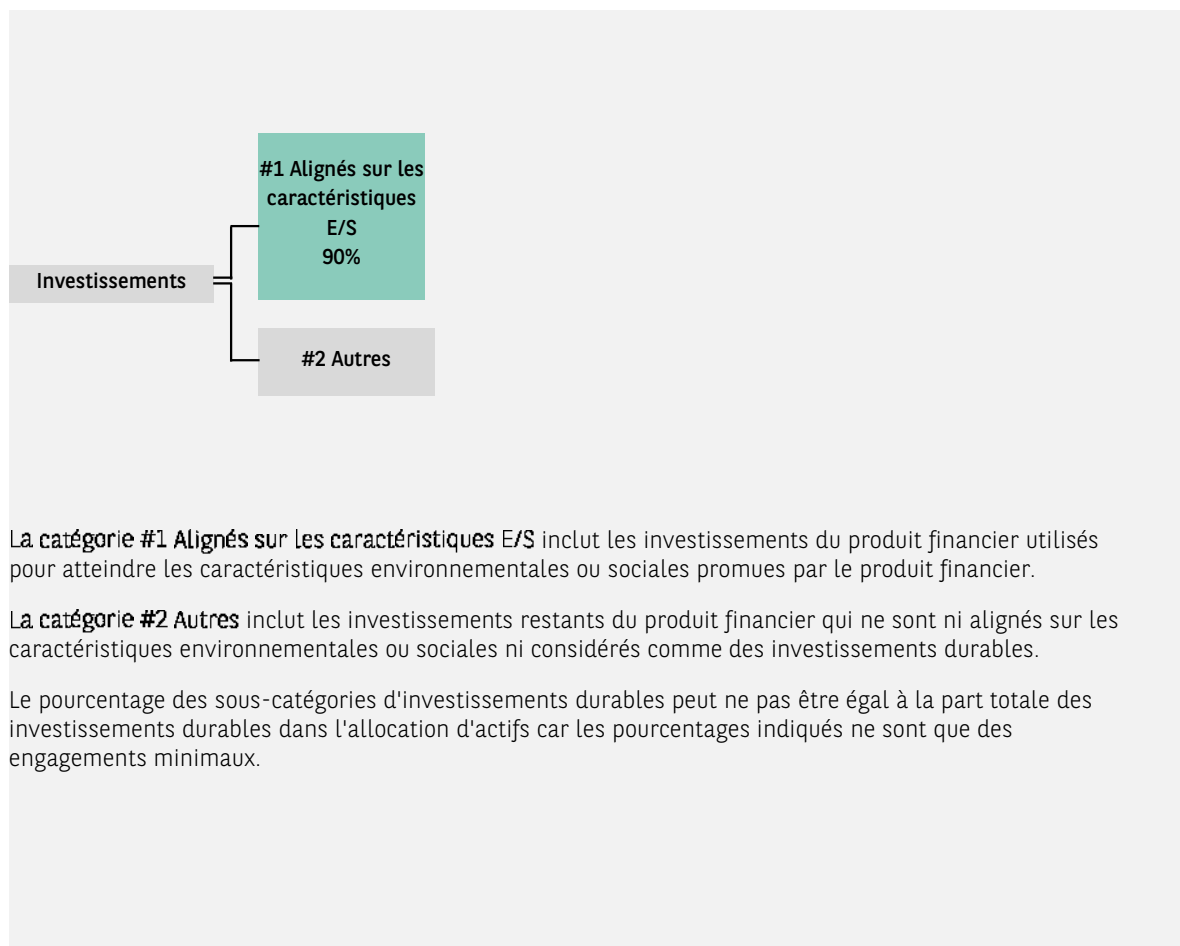 #1 Alignés sur les
caractéristiques
E/S
90%
Investissements
#2 Autres
La catégorie #1 Alignés sur les caractéristiques E/S inclut les investissements du produit financier utilisés
pour atteindre les caractéristiques environnementales ou sociales promues par le produit financier.
La catégorie #2 Autres inclut les investissements restants du produit financier qui ne sont ni alignés sur les
caractéristiques environnementales ou sociales ni considérés comme des investissements durables.
Le pourcentage des sous-catégories d'investissements durables peut ne pas être égal à la part totale des
investissements durables dans l'allocation d'actifs car les pourcentages indiqués ne sont que des
engagements minimaux.